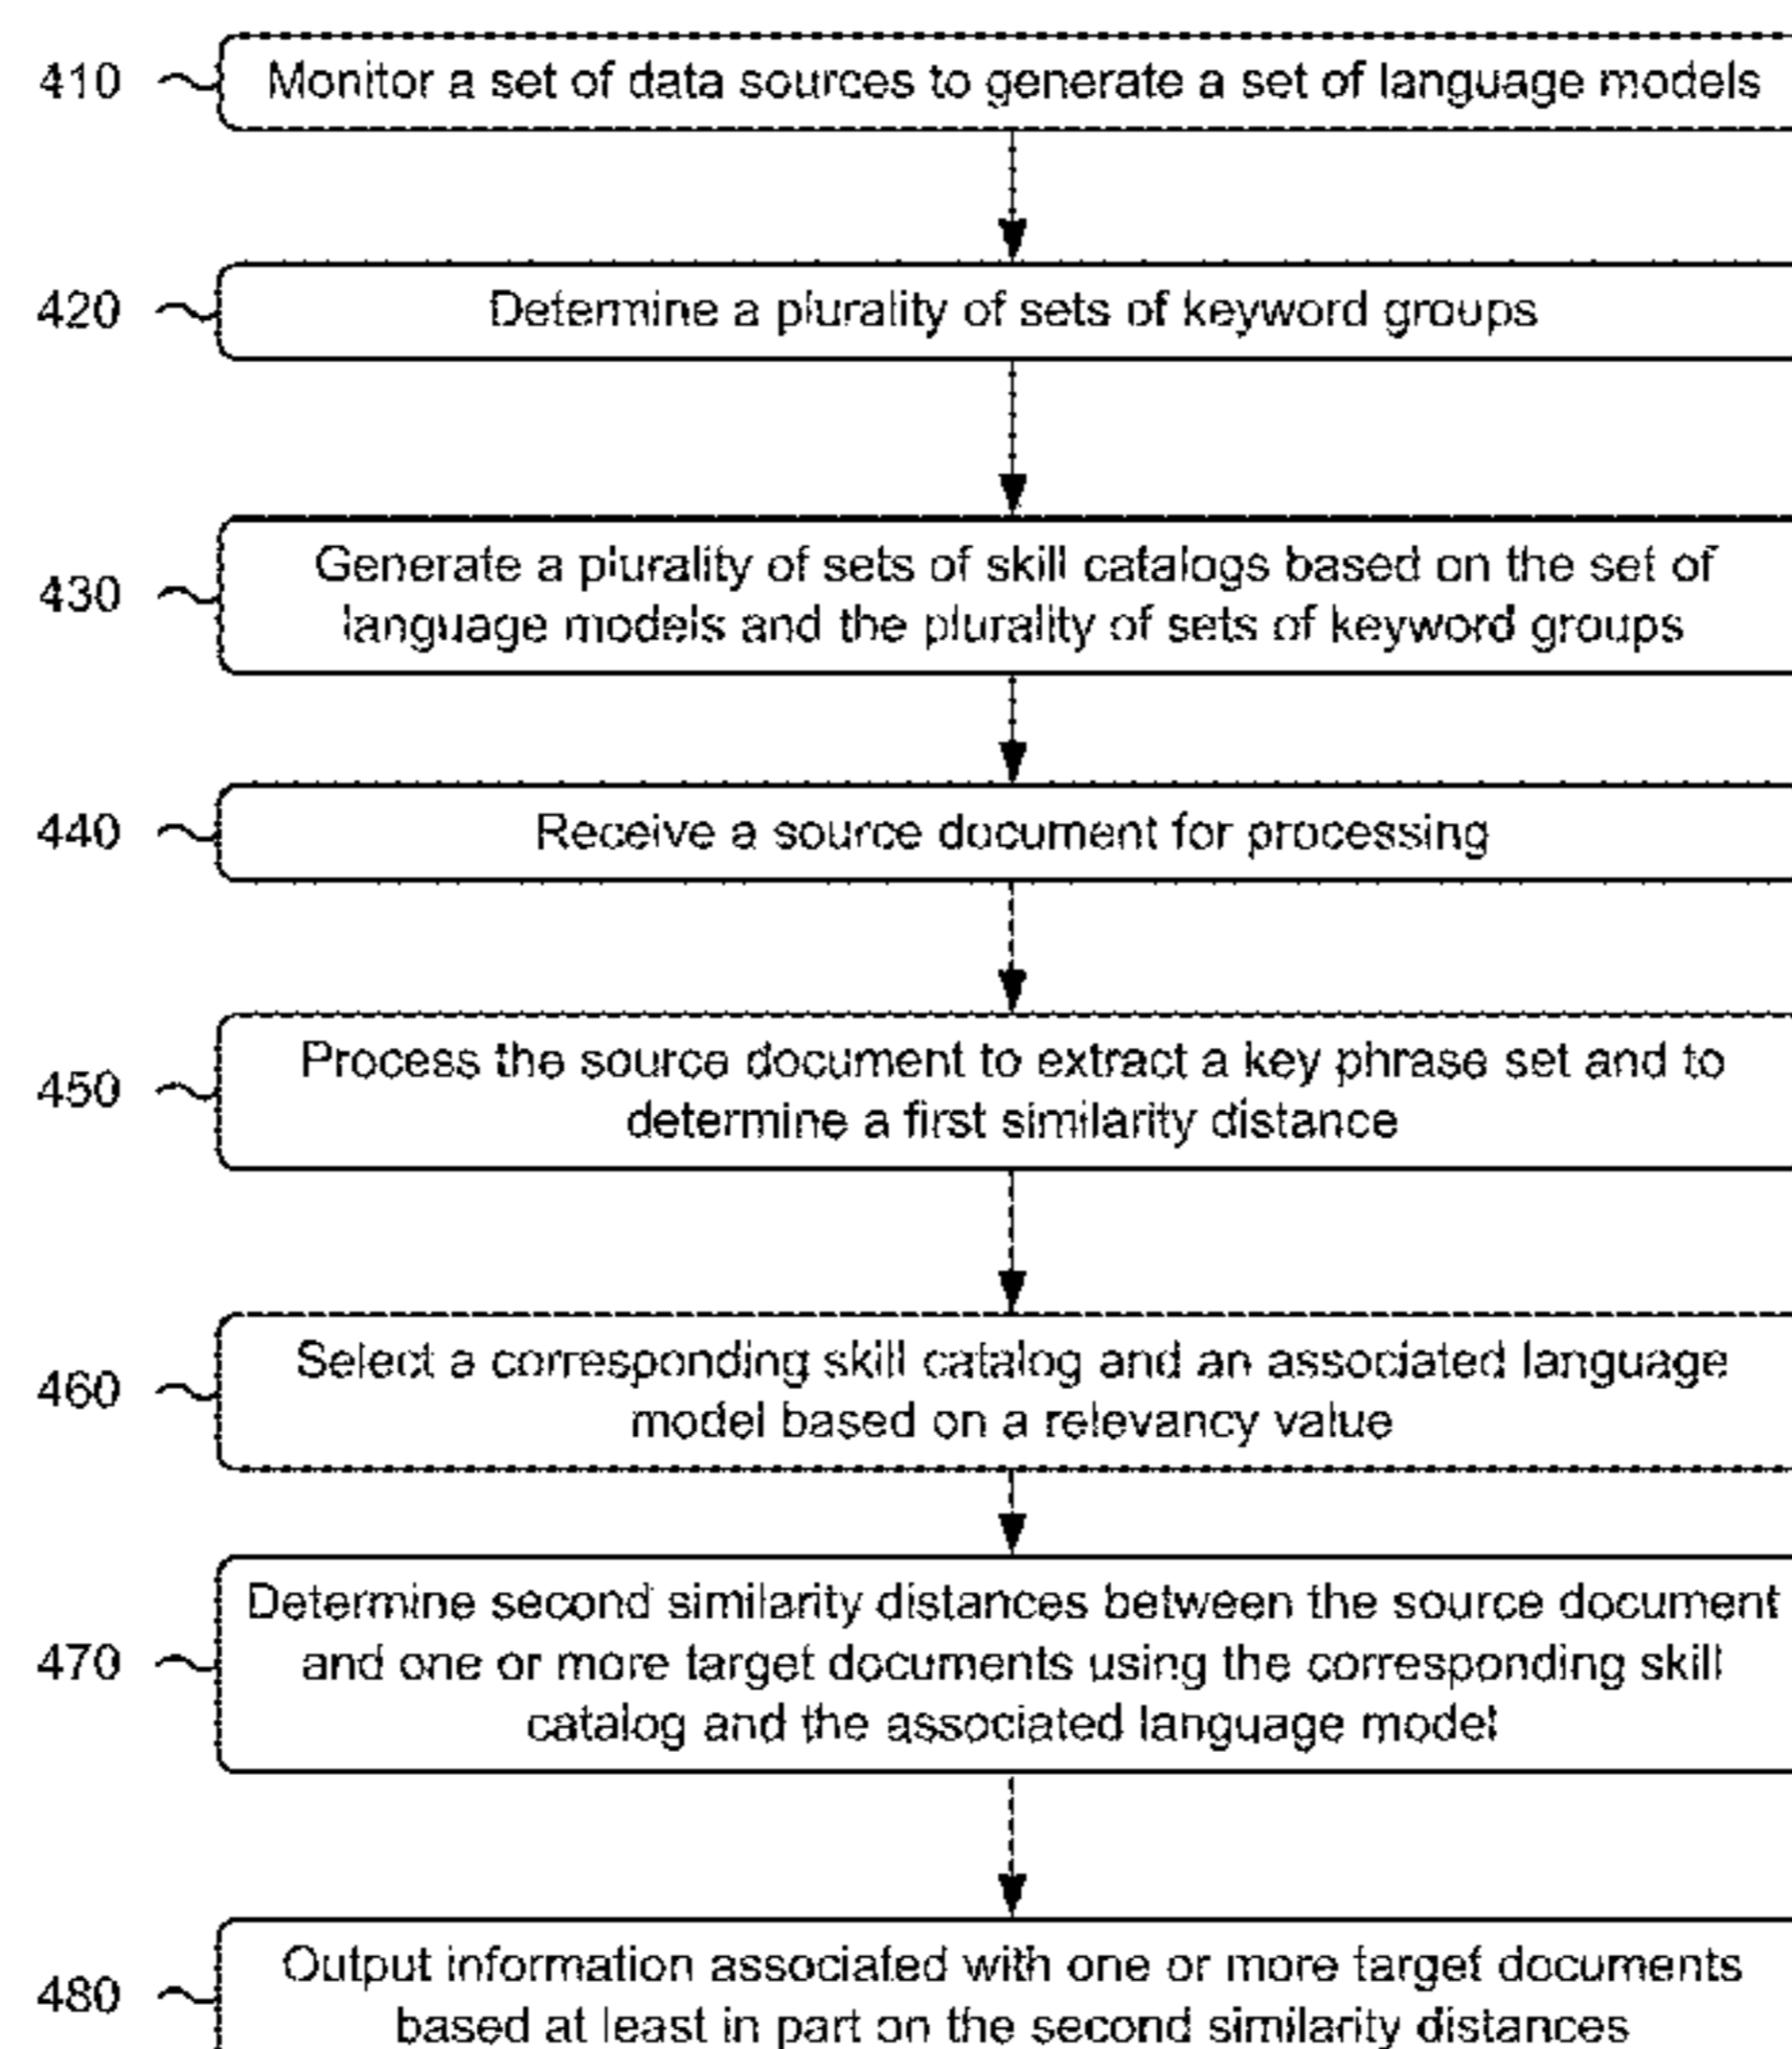 410 Monitor a set of data sources to generate a set of language models
420 Determine a plurality of sets of keyword groups
430 Generate a plurality of sets of skill catalogs based on the set of
language models and the plurality of sets of keyword groups
440 Receive a source document for processing
450 Process the source document to extract a key phrase set and to
determine a first similarity distance
460 Select a corresponding skill catalog and an associated language
model based on a relevancy value
470 Determine second similarity distances between the source document
and one or more target documents using the corresponding skill
catalog and the associated language model
480 Output information associated with one or more target documents
based at least in part on the second similarity distances